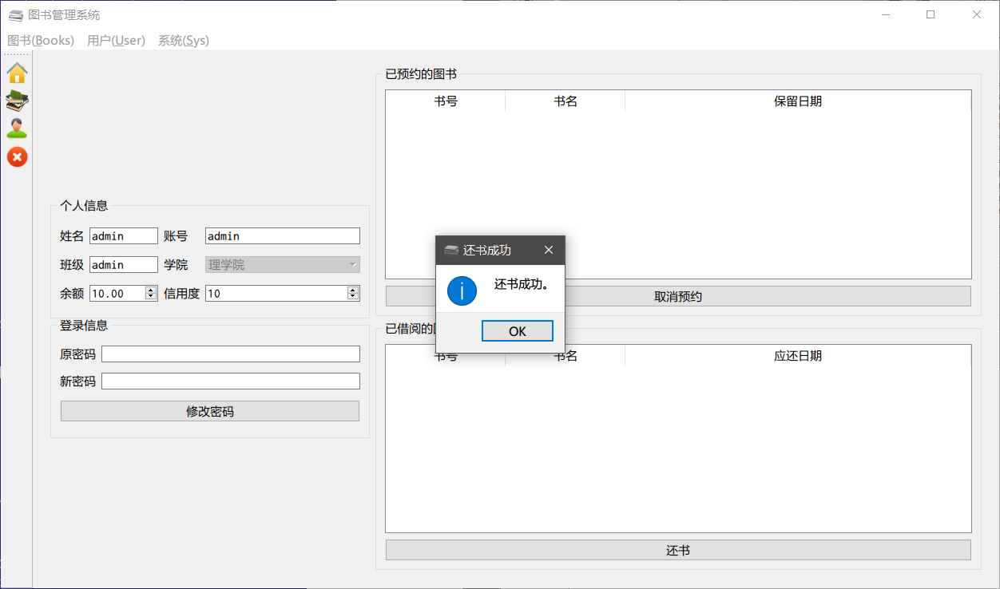 图书管理系统
图书(Books) 用户(User) 系统(Sys)
已预约的图书
书号 书名 保留日期
取消预约
个人信息
姓名 admin 账号 admin
班级 admin 学院 理学院
余额 10.00 信用度 10
登录信息
原密码
新密码
修改密码
还书成功
还书成功。
OK
已借阅的
书号 书名 应还日期
还书